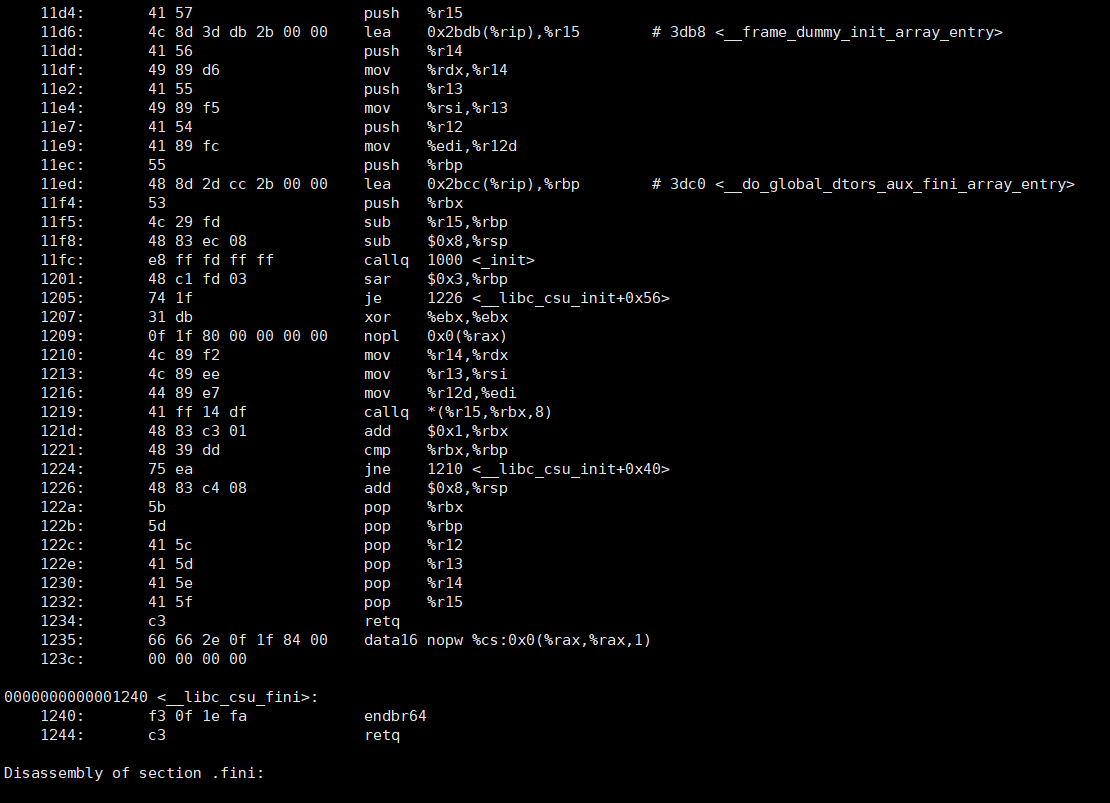 11d4: 41 57 push %r15
11d6: 4c 8d 3d db 2b 00 00 lea 0x2bdb(%rip),%r15 # 3db8 <__frame_dummy_init_array_entry>
11dd: 41 56 push %r14
11df: 49 89 d6 mov %rdx,%r14
11e2: 41 55 push %r13
11e4: 49 89 f5 mov %rsi,%r13
11e7: 41 54 push %r12
11e9: 41 89 fc mov %edi,%r12d
11ec: 55 push %rbp
11ed: 48 8d 2d cc 2b 00 00 lea 0x2bcc(%rip),%rbp # 3dc0 <__do_global_dtors_aux_fini_array_entry>
11f4: 53 push %rbx
11f5: 4c 29 fd sub %r15,%rbp
11f8: 48 83 ec 08 sub $0x8,%rsp
11fc: e8 ff fd ff ff callq 1000 <_init>
1201: 48 c1 fd 03 sar $0x3,%rbp
1205: 74 1f je 1226 <__libc_csu_init+0x56>
1207: 31 db xor %ebx,%ebx
1209: 0f 1f 80 00 00 00 00 nopl 0x0(%rax)
1210: 4c 89 f2 mov %r14,%rdx
1213: 4c 89 ee mov %r13,%rsi
1216: 44 89 e7 mov %r12d,%edi
1219: 41 ff 14 df callq *(%r15,%rbx,8)
121d: 48 83 c3 01 add $0x1,%rbx
1221: 48 39 dd cmp %rbx,%rbp
1224: 75 ea jne 1210 <__libc_csu_init+0x40>
1226: 48 83 c4 08 add $0x8,%rsp
122a: 5b pop %rbx
122b: 5d pop %rbp
122c: 41 5c pop %r12
122e: 41 5d pop %r13
1230: 41 5e pop %r14
1232: 41 5f pop %r15
1234: c3 retq
1235: 66 66 2e 0f 1f 84 00 data16 nopw %cs:0x0(%rax,%rax,1)
123c: 00 00 00 00
0000000000001240 <__libc_csu_fini>:
1240: f3 0f 1e fa endbr64
1244: c3 retq
Disassembly of section .fini: